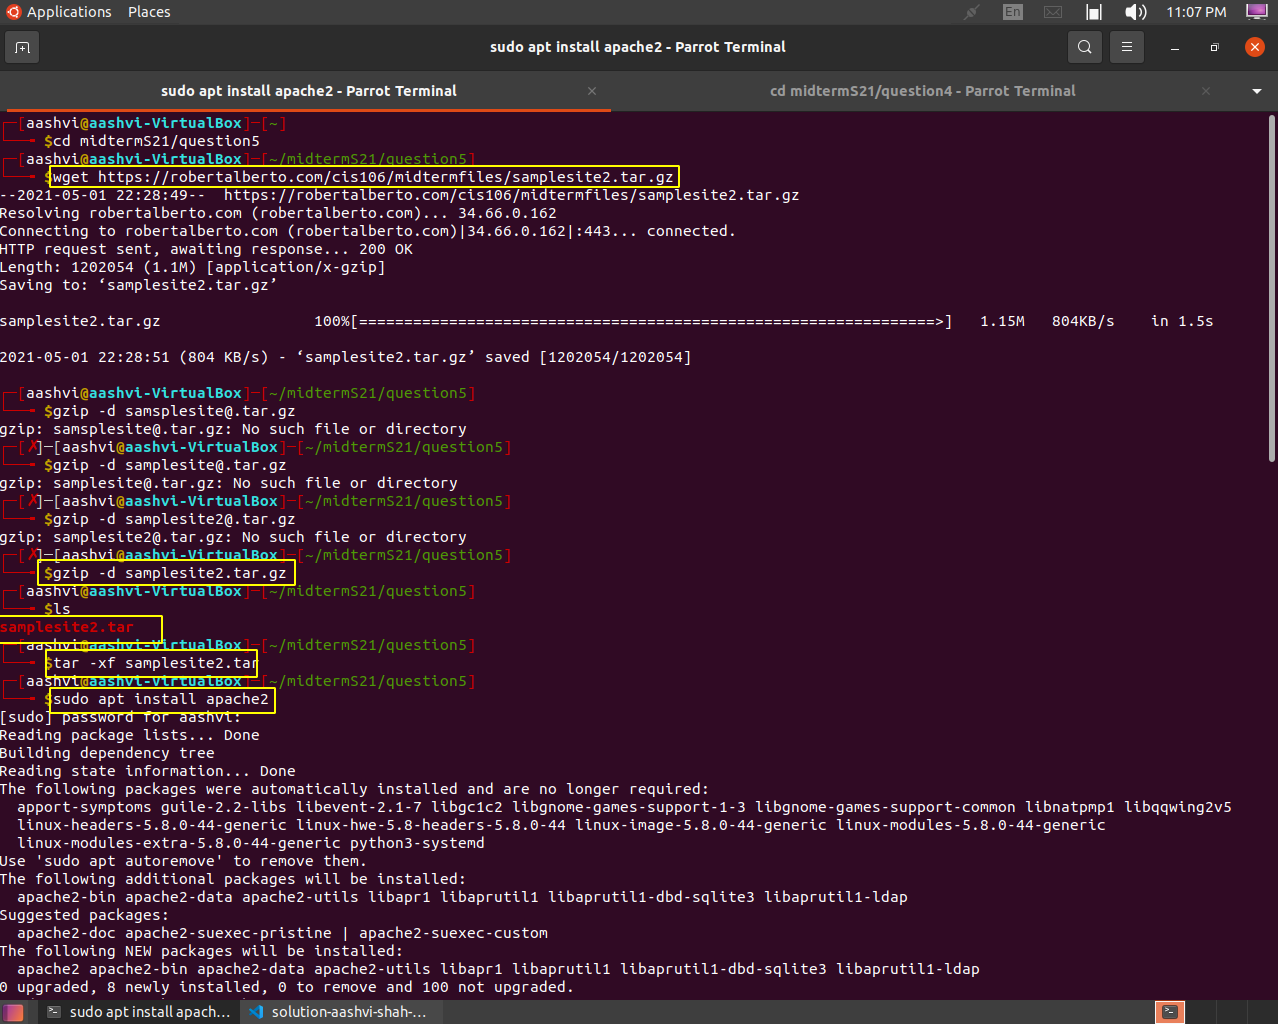 Applications Places En 11:07 PM
sudo apt install apache2 - Parrot Terminal
sudo apt install apache2 - Parrot Terminal × cd midtermS21/question4 - Parrot Terminal ×
┌─[aashvi@aashvi-VirtualBox]─[~]
└──╼ $cd midtermS21/question5
┌─[aashvi@aashvi-VirtualBox]─[~/midtermS21/question5]
└──╼ $wget https://robertalberto.com/cis106/midtermfiles/samplesite2.tar.gz
--2021-05-01 22:28:49--  https://robertalberto.com/cis106/midtermfiles/samplesite2.tar.gz
Resolving robertalberto.com (robertalberto.com)... 34.66.0.162
Connecting to robertalberto.com (robertalberto.com)|34.66.0.162|:443... connected.
HTTP request sent, awaiting response... 200 OK
Length: 1202054 (1.1M) [application/x-gzip]
Saving to: ‘samplesite2.tar.gz’
samplesite2.tar.gz 100%[================================================================>] 1.15M 804KB/s in 1.5s
2021-05-01 22:28:51 (804 KB/s) - ‘samplesite2.tar.gz’ saved [1202054/1202054]
┌─[aashvi@aashvi-VirtualBox]─[~/midtermS21/question5]
└──╼ $gzip -d samsplesite@.tar.gz
gzip: samsplesite@.tar.gz: No such file or directory
┌─[✗]─[aashvi@aashvi-VirtualBox]─[~/midtermS21/question5]
└──╼ $gzip -d samplesite@.tar.gz
gzip: samplesite@.tar.gz: No such file or directory
┌─[✗]─[aashvi@aashvi-VirtualBox]─[~/midtermS21/question5]
└──╼ $gzip -d samplesite2@.tar.gz
gzip: samplesite2@.tar.gz: No such file or directory
┌─[✗]─[aashvi@aashvi-VirtualBox]─[~/midtermS21/question5]
└──╼ $gzip -d samplesite2.tar.gz
┌─[aashvi@aashvi-VirtualBox]─[~/midtermS21/question5]
└──╼ $ls
samplesite2.tar
┌─[aashvi@aashvi-VirtualBox]─[~/midtermS21/question5]
└──╼ $tar -xf samplesite2.tar
┌─[aashvi@aashvi-VirtualBox]─[~/midtermS21/question5]
└──╼ $sudo apt install apache2
[sudo] password for aashvi:
Reading package lists... Done
Building dependency tree
Reading state information... Done
The following packages were automatically installed and are no longer required:
  apport-symptoms guile-2.2-libs libevent-2.1-7 libgc1c2 libgnome-games-support-1-3 libgnome-games-support-common libnatpmp1 libqqwing2v5
  linux-headers-5.8.0-44-generic linux-hwe-5.8-headers-5.8.0-44 linux-image-5.8.0-44-generic linux-modules-5.8.0-44-generic
  linux-modules-extra-5.8.0-44-generic python3-systemd
Use 'sudo apt autoremove' to remove them.
The following additional packages will be installed:
  apache2-bin apache2-data apache2-utils libapr1 libaprutil1 libaprutil1-dbd-sqlite3 libaprutil1-ldap
Suggested packages:
  apache2-doc apache2-suexec-pristine | apache2-suexec-custom
The following NEW packages will be installed:
  apache2 apache2-bin apache2-data apache2-utils libapr1 libaprutil1 libaprutil1-dbd-sqlite3 libaprutil1-ldap
0 upgraded, 8 newly installed, 0 to remove and 100 not upgraded.
sudo apt install apach... solution-aashvi-shah-...